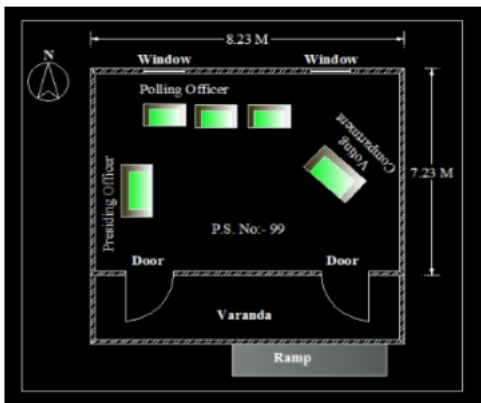 8.23 M
N
Window
Window
Polling Officer
Voting
Compartment
7.23 M
Presiding Officer
P.S. No:- 99
Door
Door
Varanda
Ramp